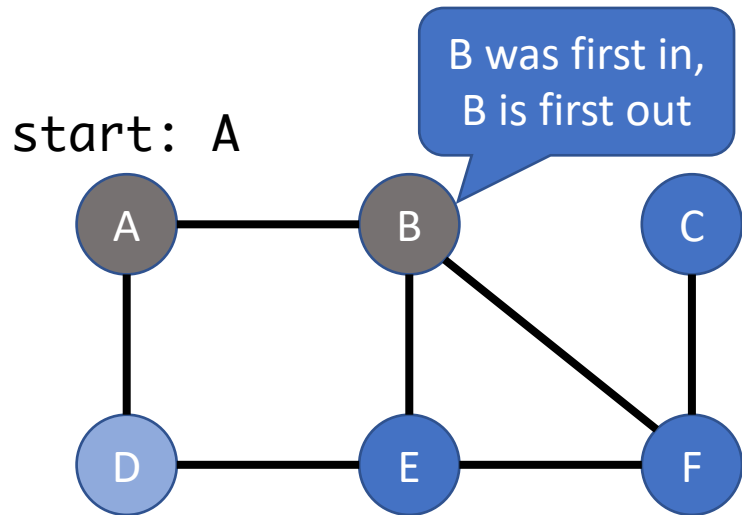 B was first in,
B is first out
start: A
A
B
C
D
E
F